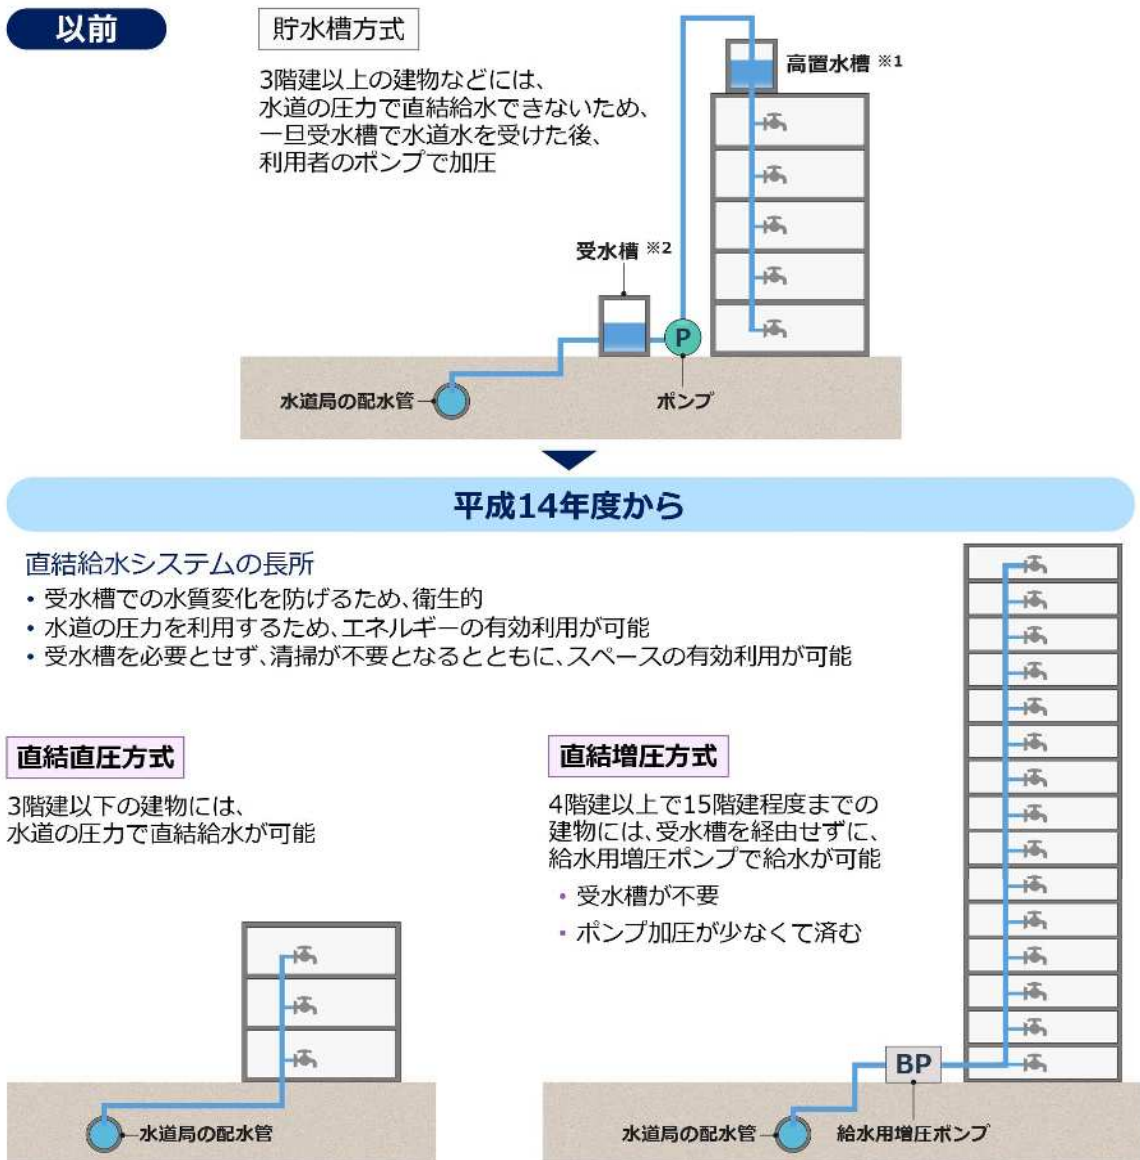 以前
貯水槽方式
3階建以上の建物などには、
水道の圧力で直結給水できないため、
一旦受水槽で水道水を受けた後、
利用者のポンプで加圧
高置水槽 ※1
受水槽 ※2
P
水道局の配水管
ポンプ
平成14年度から
直結給水システムの長所
• 受水槽での水質変化を防げるため、衛生的
• 水道の圧力を利用するため、エネルギーの有効利用が可能
• 受水槽を必要とせず、清掃が不要となるとともに、スペースの有効利用が可能
直結直圧方式
3階建以下の建物には、
水道の圧力で直結給水が可能
水道局の配水管
直結増圧方式
4階建以上で15階建程度までの
建物には、受水槽を経由せずに、
給水用増圧ポンプで給水が可能
• 受水槽が不要
• ポンプ加圧が少なくて済む
BP
水道局の配水管
給水用増圧ポンプ